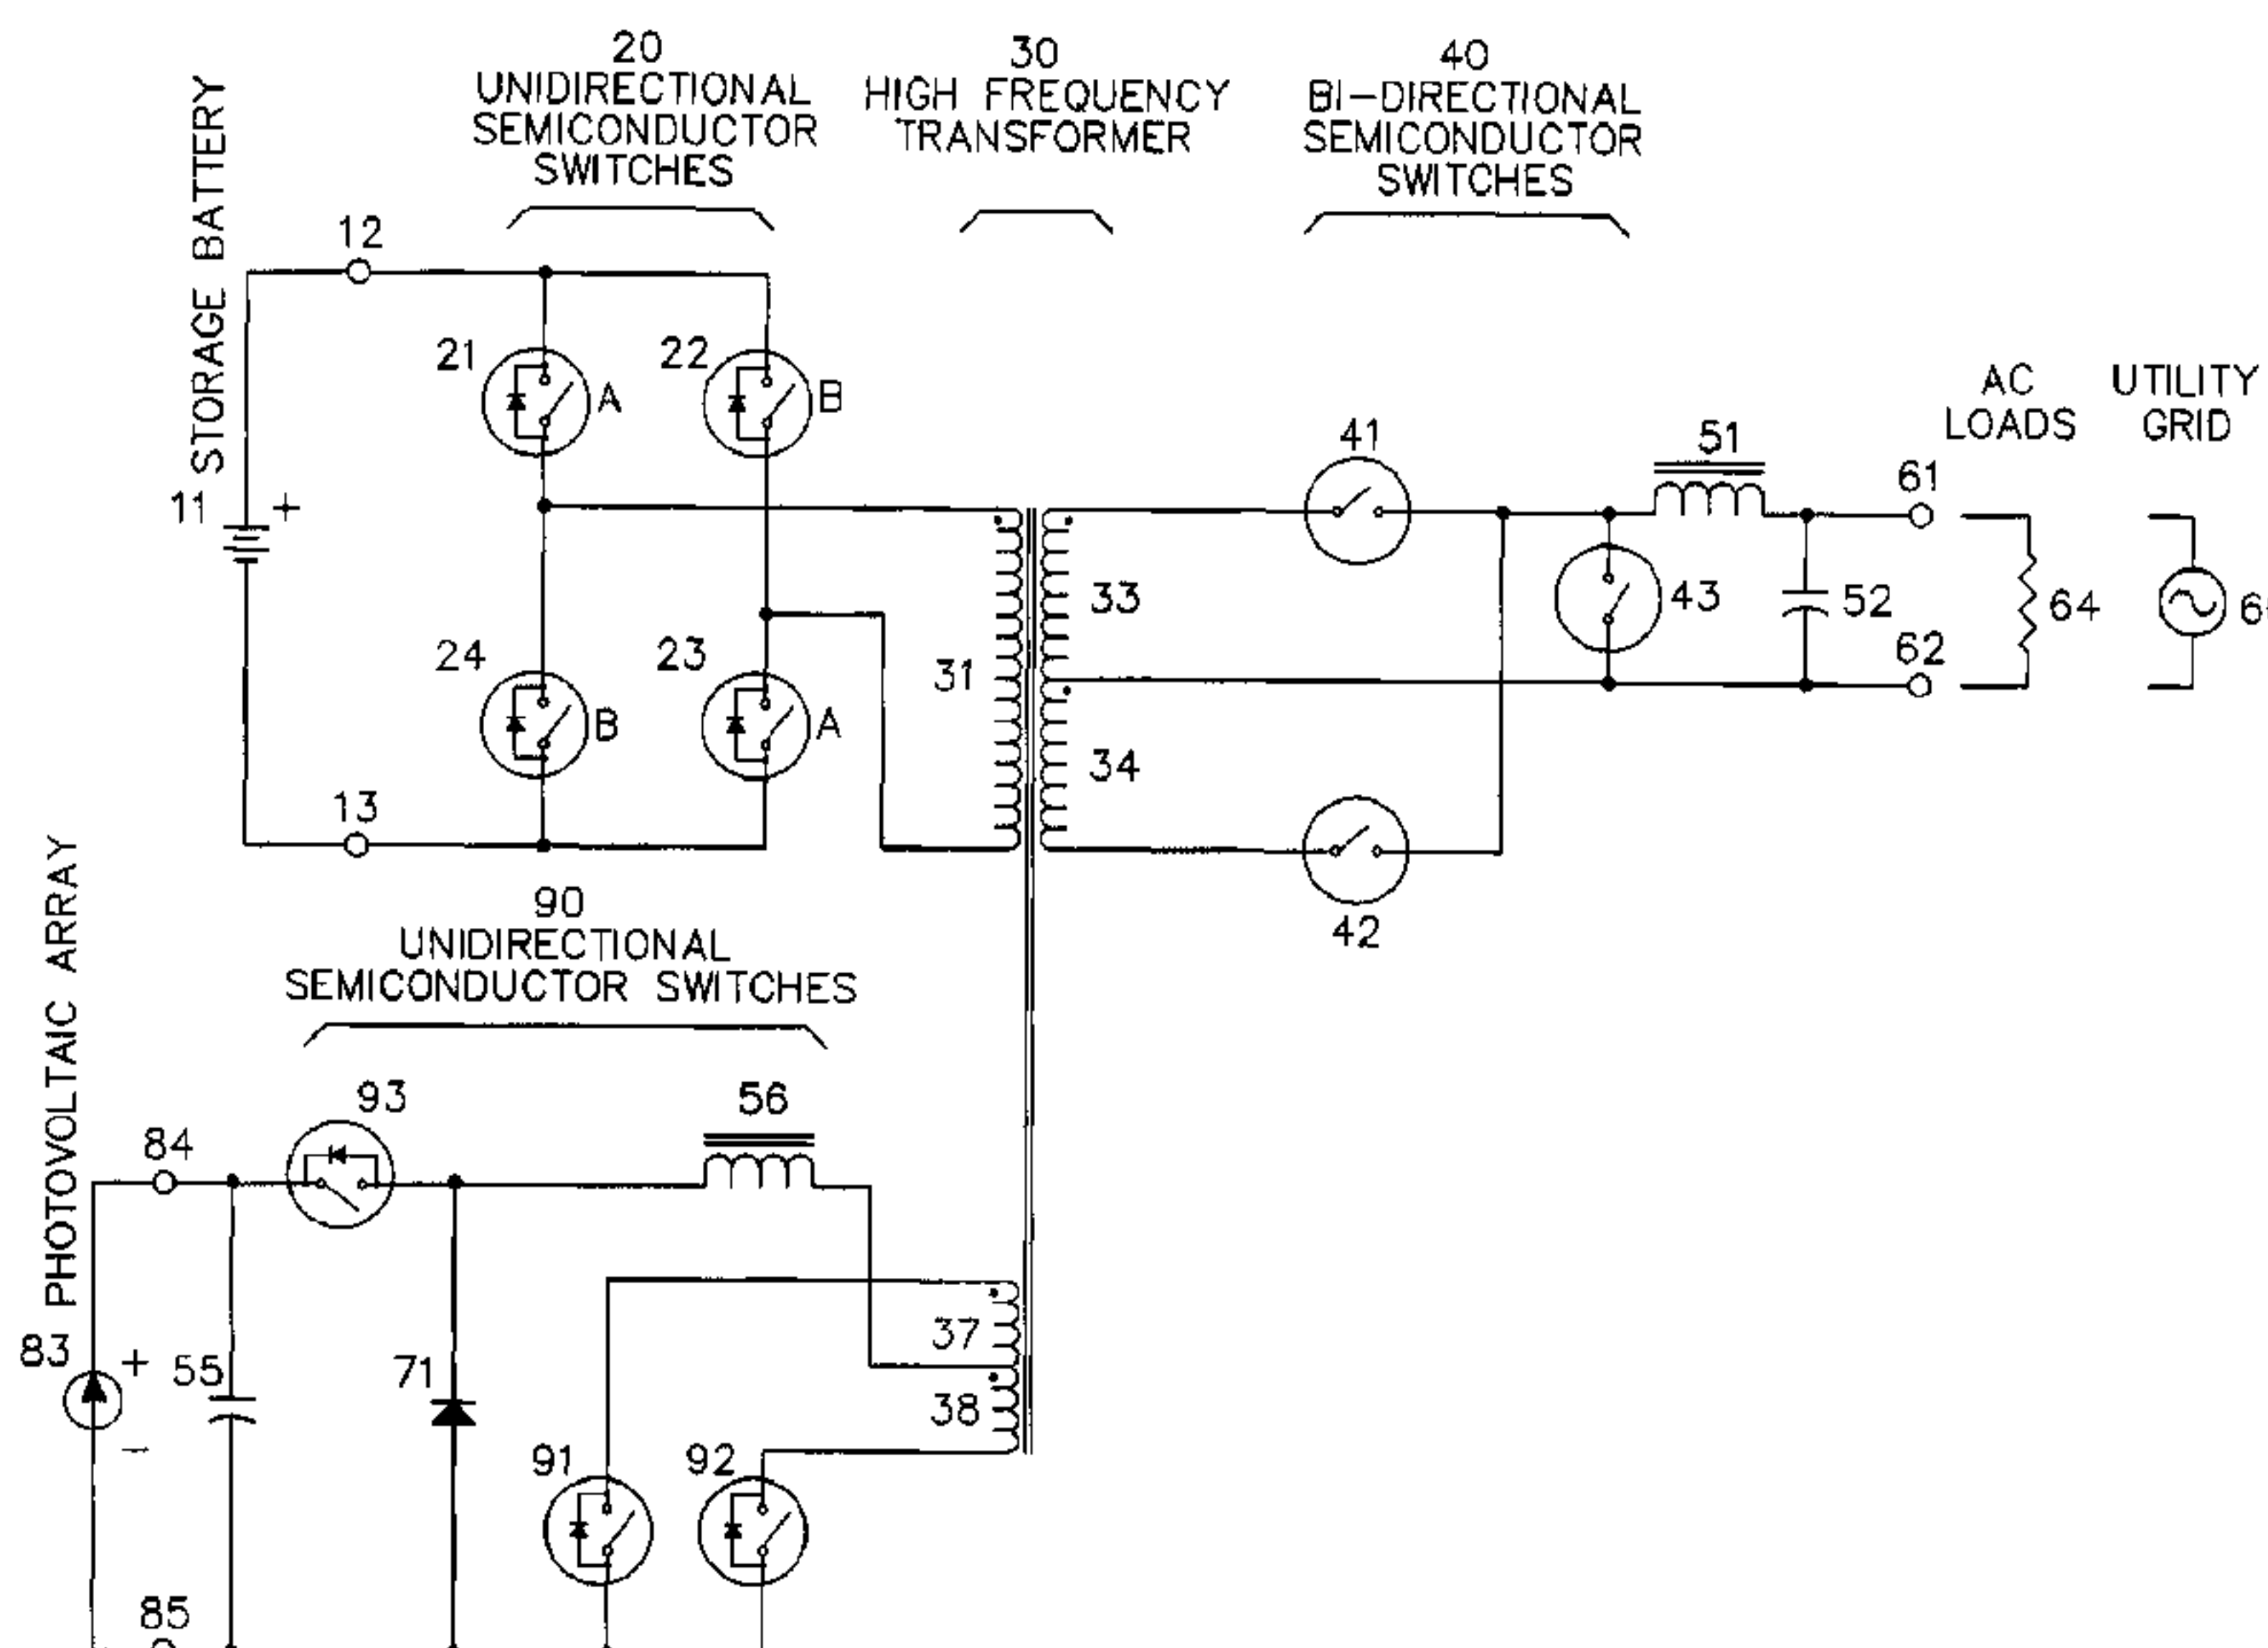 20
UNIDIRECTIONAL
SEMICONDUCTOR
SWITCHES
30
HIGH FREQUENCY
TRANSFORMER
40
BI-DIRECTIONAL
SEMICONDUCTOR
SWITCHES
STORAGE BATTERY
12
21
A
22
B
11
+
24
B
23
A
13
31
33
34
41
42
43
51
52
61
62
AC
LOADS
64
UTILITY
GRID
PHOTOVOLTAIC ARRAY
90
UNIDIRECTIONAL
SEMICONDUCTOR SWITCHES
84
93
56
83
+
−
55
71
37
38
91
92
85